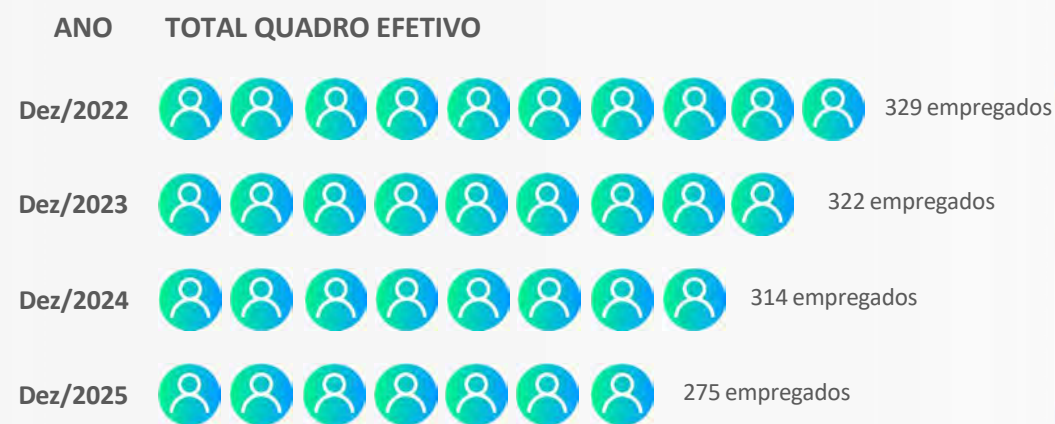 ANO TOTAL QUADRO EFETIVO
Dez/2022 329 empregados
Dez/2023 322 empregados
Dez/2024 314 empregados
Dez/2025 275 empregados